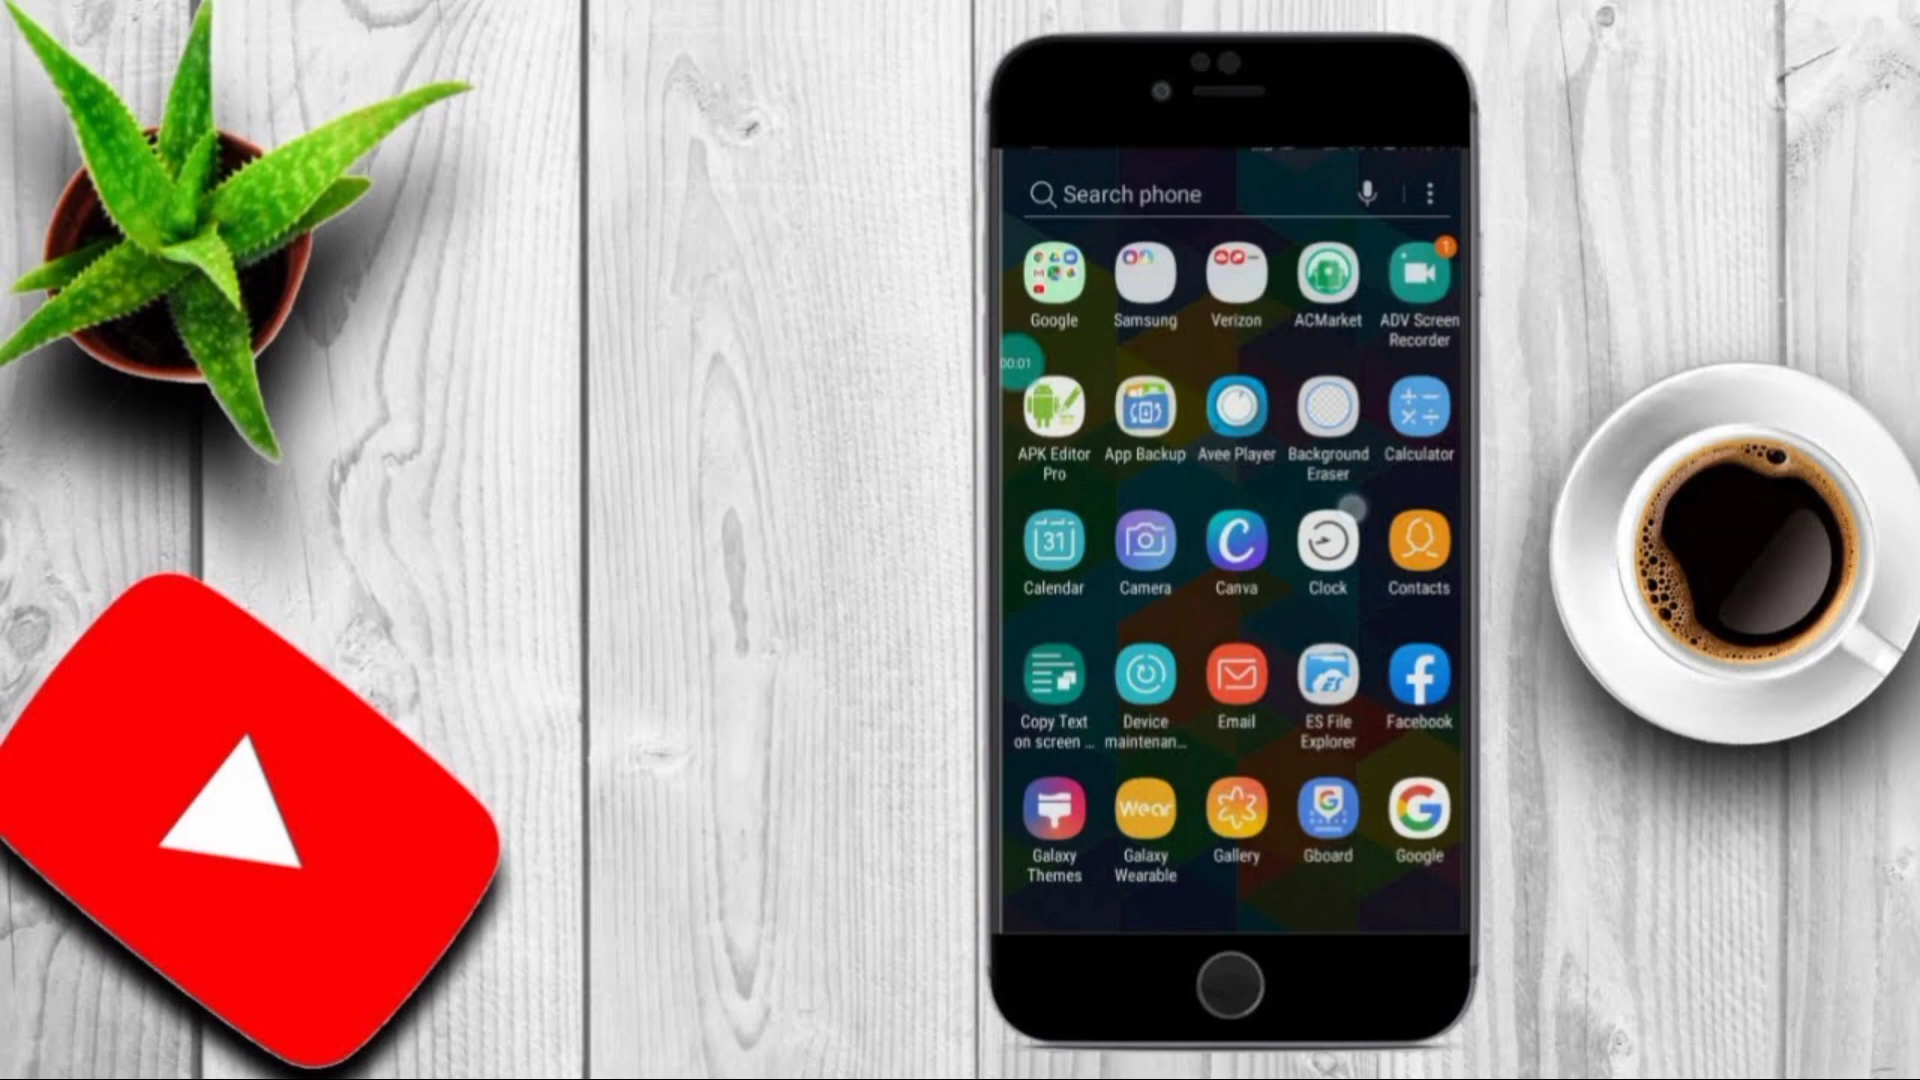 Search phone
Google Samsung Verizon ACMarket ADV Screen
Recorder
1
00:01
APK Editor App Backup Avee Player Background Calculator
Pro Eraser
31
Calendar Camera Canva Clock Contacts
ES
Copy Text Device Email ES File Facebook
on screen ... maintenan... Explorer
Wear
Galaxy Galaxy Gallery Gboard Google
Themes Wearable